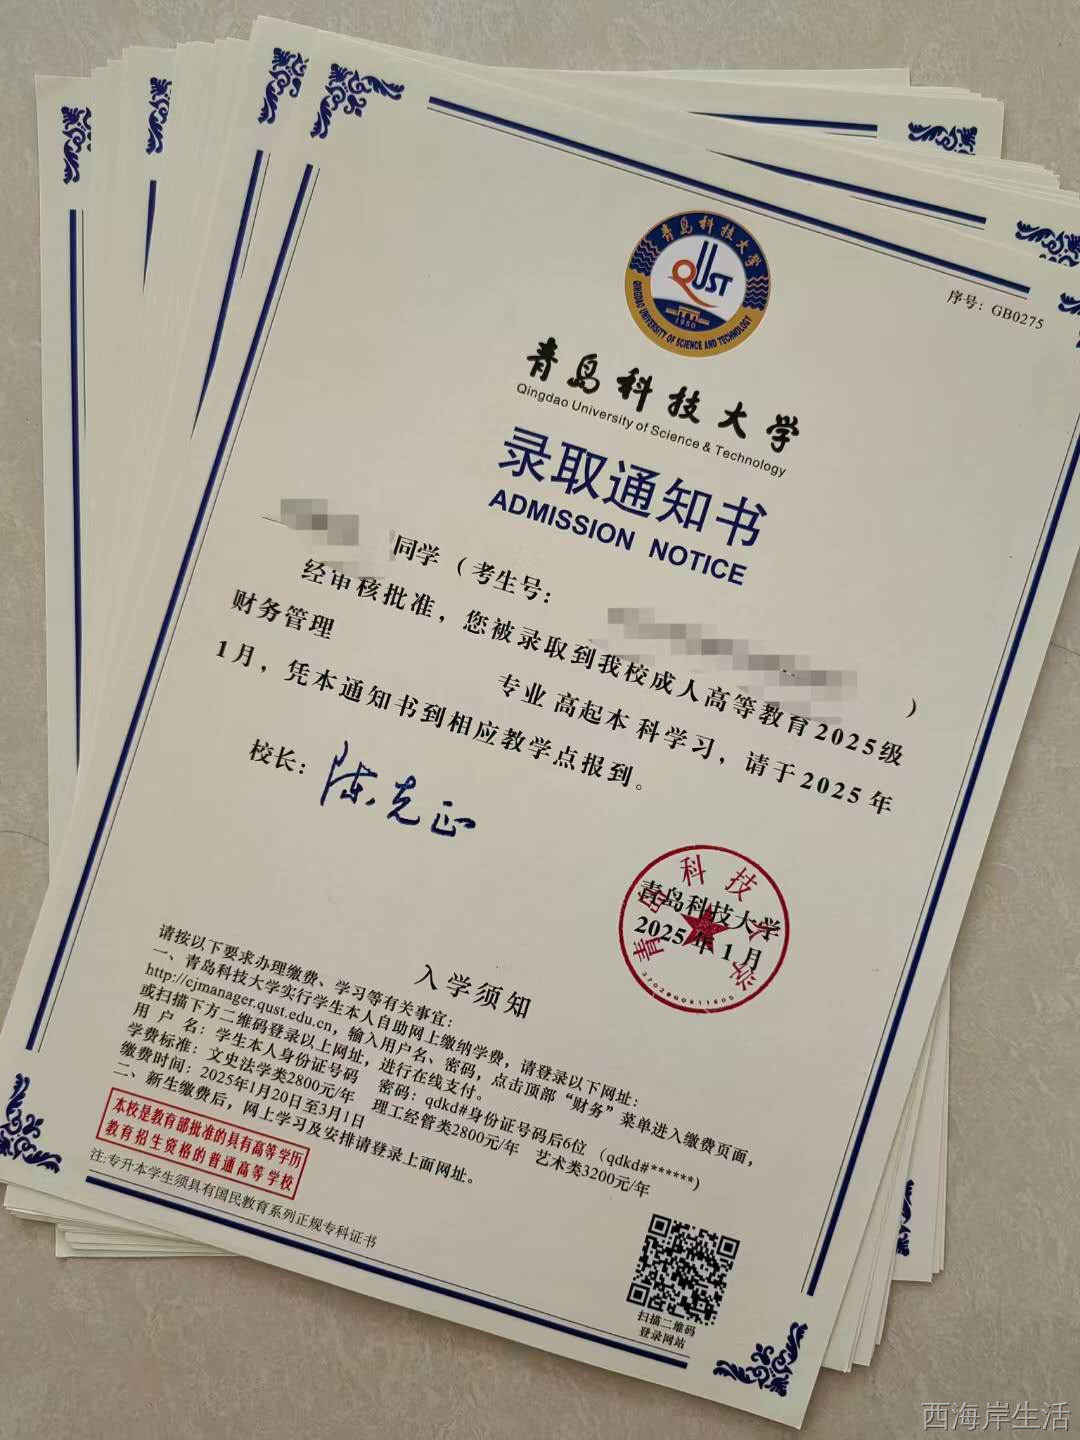 青岛科技大学
QUST
1950
QINGDAO UNIVERSITY OF SCIENCE AND TECHNOLOGY
序号：GB0275
青岛科技大学
Qingdao University of Science & Technology
录取通知书
ADMISSION NOTICE
同学（考生号：）
经审核批准，您被录取到我校成人高等教育2025级
财务管理 专业 高起本 科学习，请于2025年
1月，凭本通知书到相应教学点报到。
校长：陈克正
青岛科技大学
2025年1月
青岛科技大学
入学须知
请按以下要求办理缴费、学习等有关事宜：
一、青岛科技大学实行学生本人自助网上缴纳学费，请登录以下网址：
http://cjmanager.qust.edu.cn，输入用户名、密码，点击顶部“财务”菜单进入缴费页面，
或扫描下方二维码登录以上网址，进行在线支付。
用 户 名：学生本人身份证号码 密码：qdkd#身份证号码后6位（qdkd#******）
学费标准：文史法学类2800元/年 理工经管类2800元/年 艺术类3200元/年
缴费时间：2025年1月20日至3月1日
二、新生缴费后，网上学习及安排请登录上面网址。
本校是教育部批准的具有高等学历
教育招生资格的普通高等学校
注:专升本学生须具有国民教育系列正规专科证书
扫描二维码
登录网站
西海岸生活